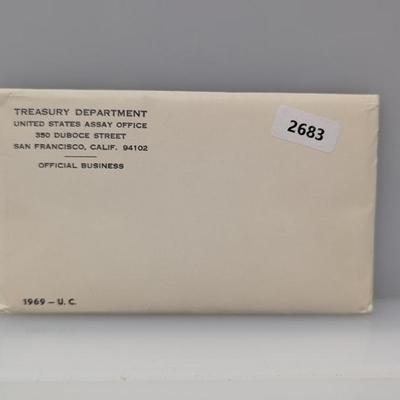 TREASURY DEPARTMENT
UNITED STATES ASSAY OFFICE
350 DUBOCE STREET
SAN FRANCISCO, CALIF. 94102
OFFICIAL BUSINESS
2683
1969 – U. C.